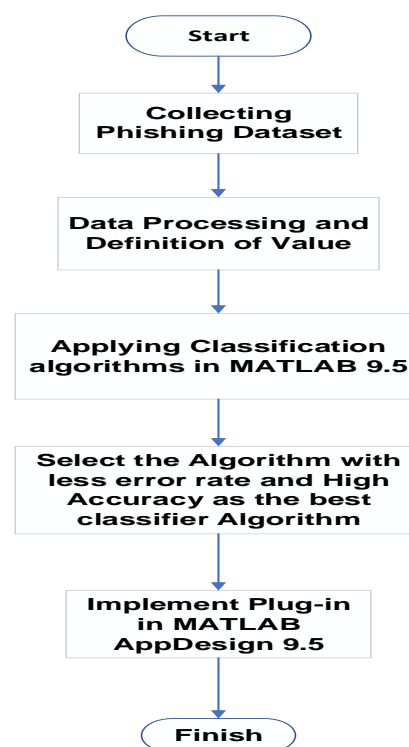 Start
Collecting
Phishing Dataset
Data Processing and
Definition of Value
Applying Classification
algorithms in MATLAB 9.5
Select the Algorithm with
less error rate and High
Accuracy as the best
classifier Algorithm
Implement Plug-in
in MATLAB
AppDesign 9.5
Finish